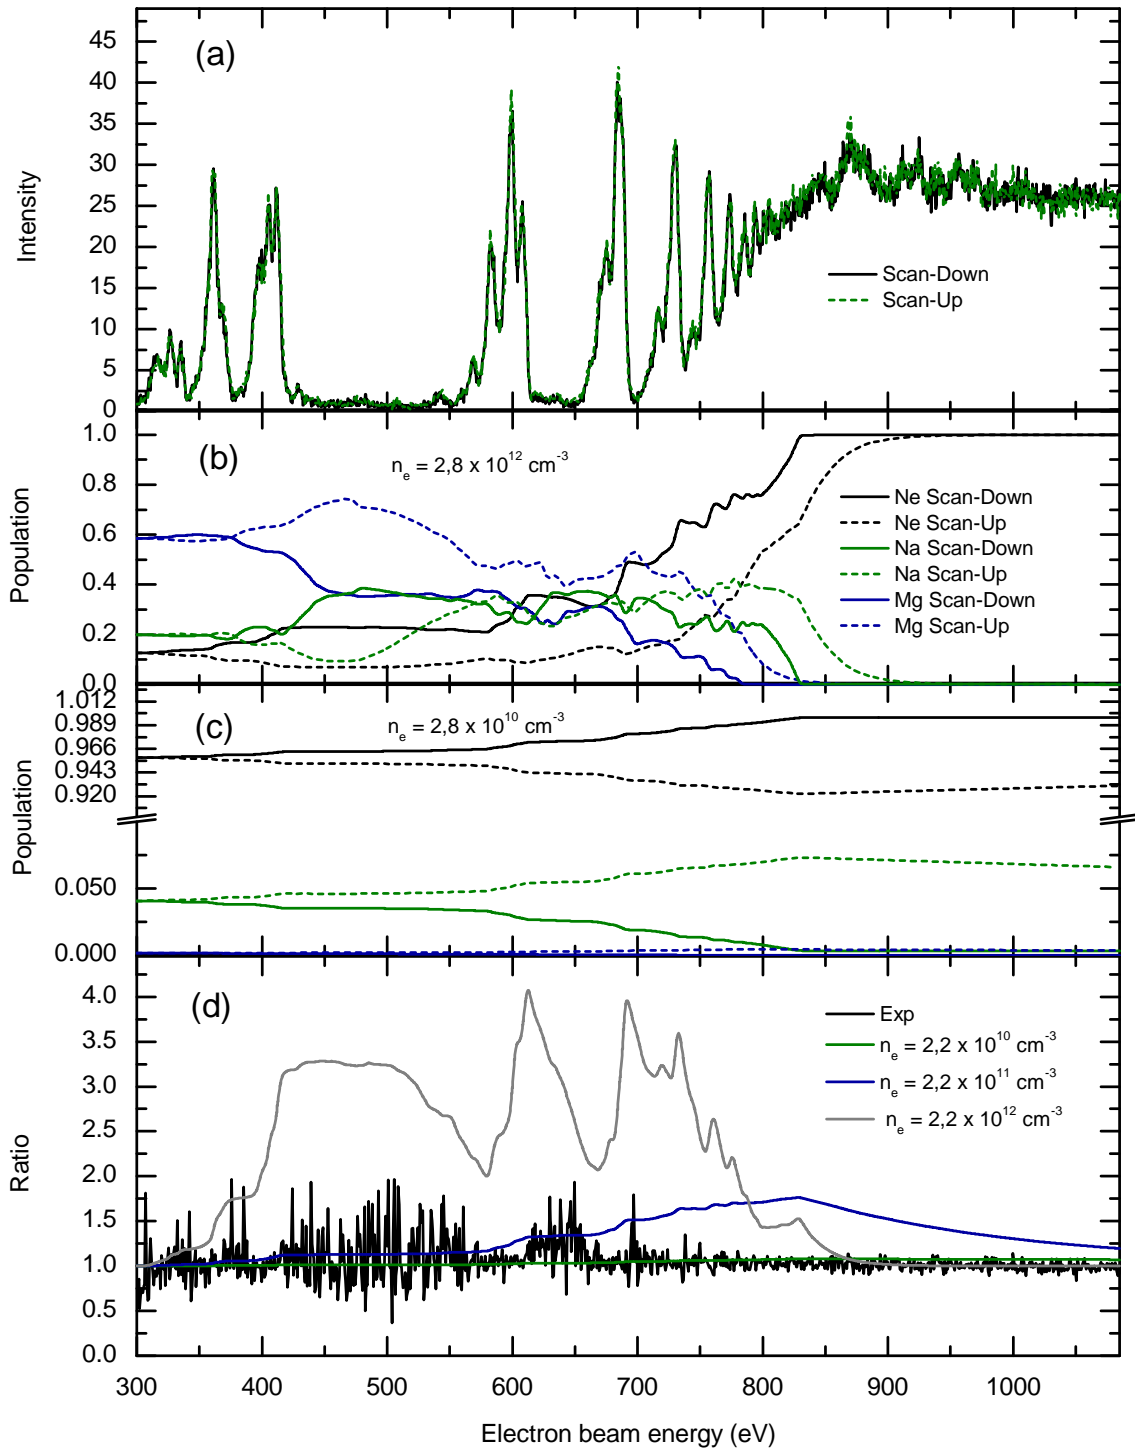 (a)
45
40
35
30
25
20
15
10
5
0
Intensity
Scan-Down
Scan-Up
(b)
n_e = 2,8 x 10^12 cm^-3
1.0
0.8
0.6
0.4
0.2
0.0
Population
Ne Scan-Down
Ne Scan-Up
Na Scan-Down
Na Scan-Up
Mg Scan-Down
Mg Scan-Up
(c)
n_e = 2,8 x 10^10 cm^-3
1.012
0.989
0.966
0.943
0.920
0.050
0.000
Population
(d)
4.0
3.5
3.0
2.5
2.0
1.5
1.0
0.5
0.0
Ratio
Exp
n_e = 2,2 x 10^10 cm^-3
n_e = 2,2 x 10^11 cm^-3
n_e = 2,2 x 10^12 cm^-3
300 400 500 600 700 800 900 1000
Electron beam energy (eV)